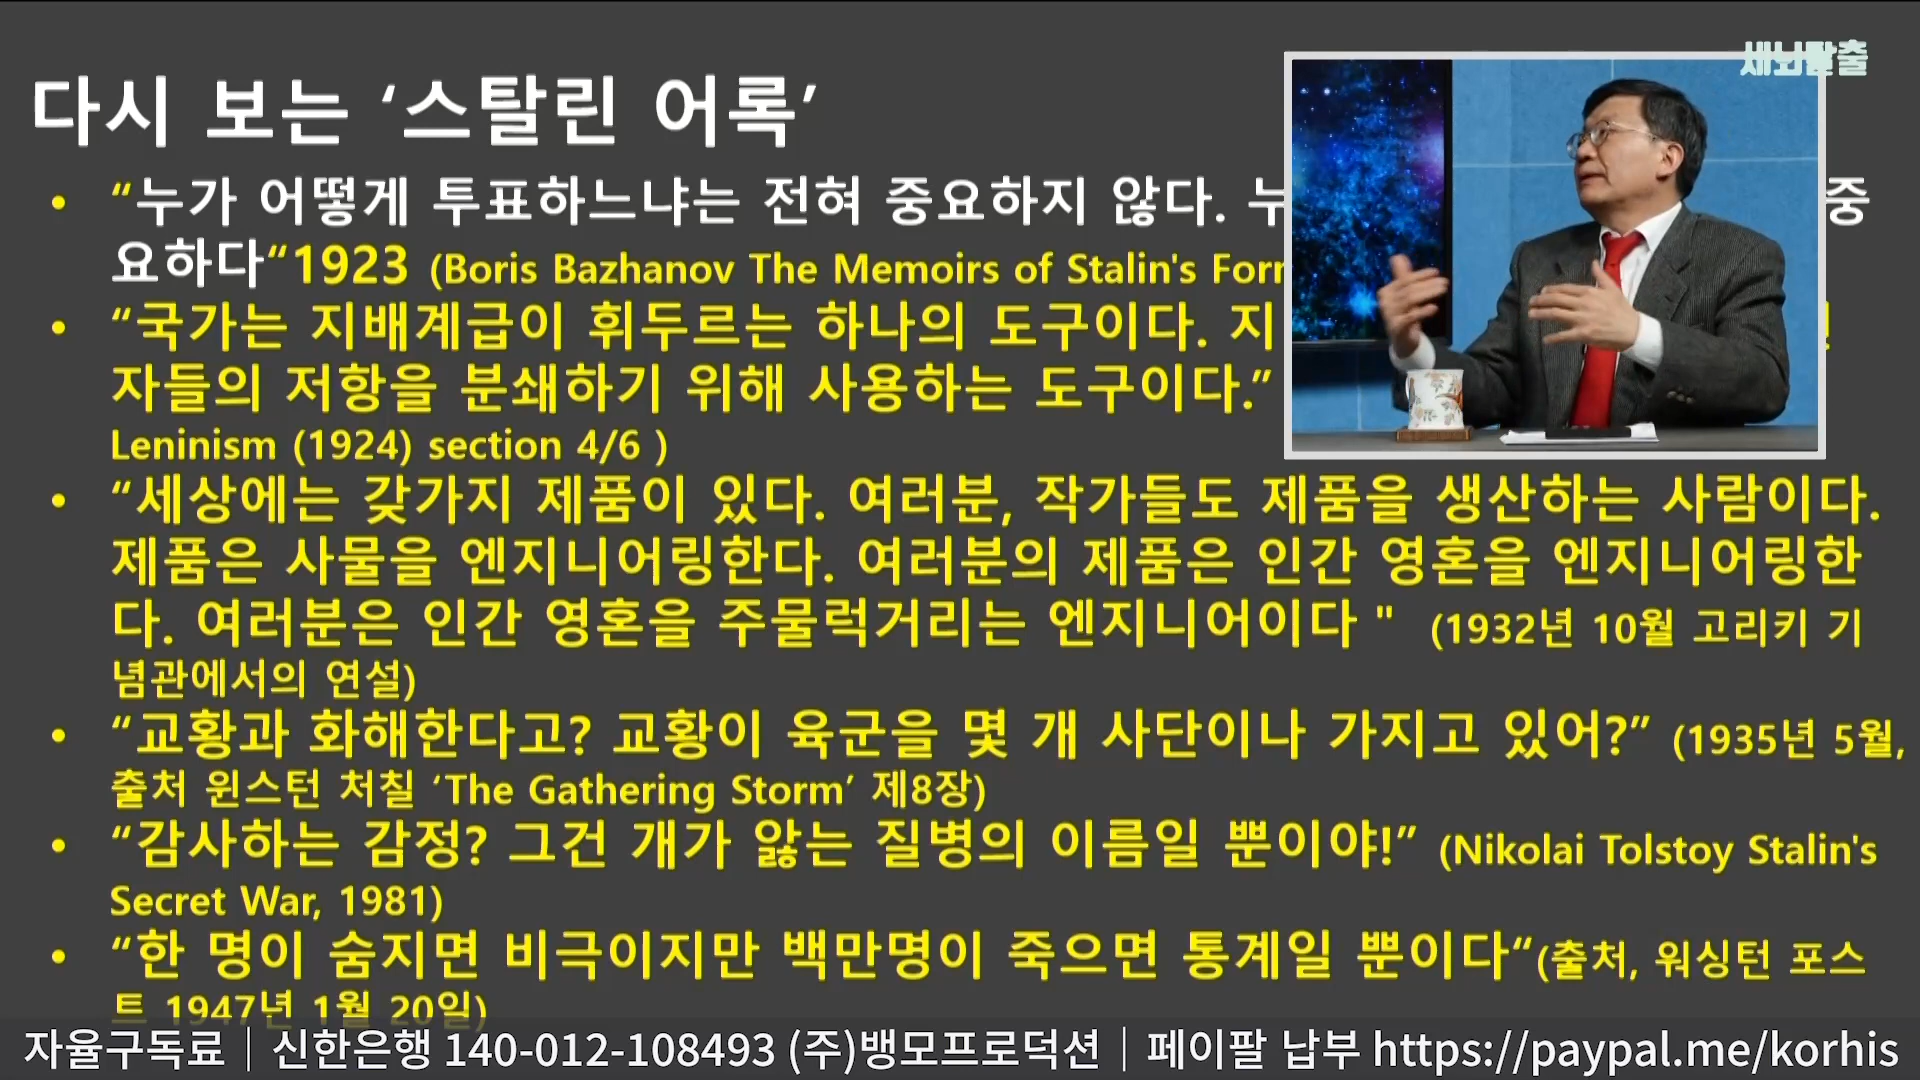 세뇌탈출
다시 보는 ‘스탈린 어록’
• “누가 어떻게 투표하느냐는 전혀 중요하지 않다. 중
요하다“1923 (Boris Bazhanov The Memoirs of Stalin's
• “국가는 지배계급이 휘두르는 하나의 도구이다. 지
자들의 저항을 분쇄하기 위해 사용하는 도구이다.”
Leninism (1924) section 4/6 )
• “세상에는 갖가지 제품이 있다. 여러분, 작가들도 제품을 생산하는 사람이다.
제품은 사물을 엔지니어링한다. 여러분의 제품은 인간 영혼을 엔지니어링한
다. 여러분은 인간 영혼을 주물럭거리는 엔지니어이다 " (1932년 10월 고리키 기
념관에서의 연설)
• “교황과 화해한다고? 교황이 육군을 몇 개 사단이나 가지고 있어?” (1935년 5월,
출처 윈스턴 처칠 ‘The Gathering Storm’ 제8장)
• “감사하는 감정? 그건 개가 앓는 질병의 이름일 뿐이야!” (Nikolai Tolstoy Stalin's
Secret War, 1981)
• “한 명이 숨지면 비극이지만 백만명이 죽으면 통계일 뿐이다“(출처, 워싱턴 포스
트 1947년 1월 20일)
자율구독료｜신한은행 140-012-108493 (주)뱅모프로덕션｜페이팔 납부 https://paypal.me/korhis